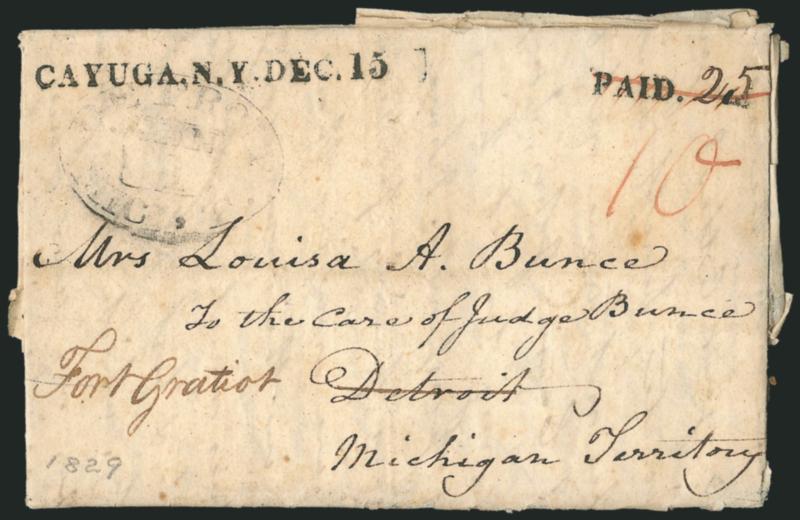 CAYUGA. N. Y. DEC. 15
PAID. 25
10
Mrs Louisa A. Bunce
To the Care of Judge Bunce
Fort Gratiot Detroit
Michigan Territory
1829